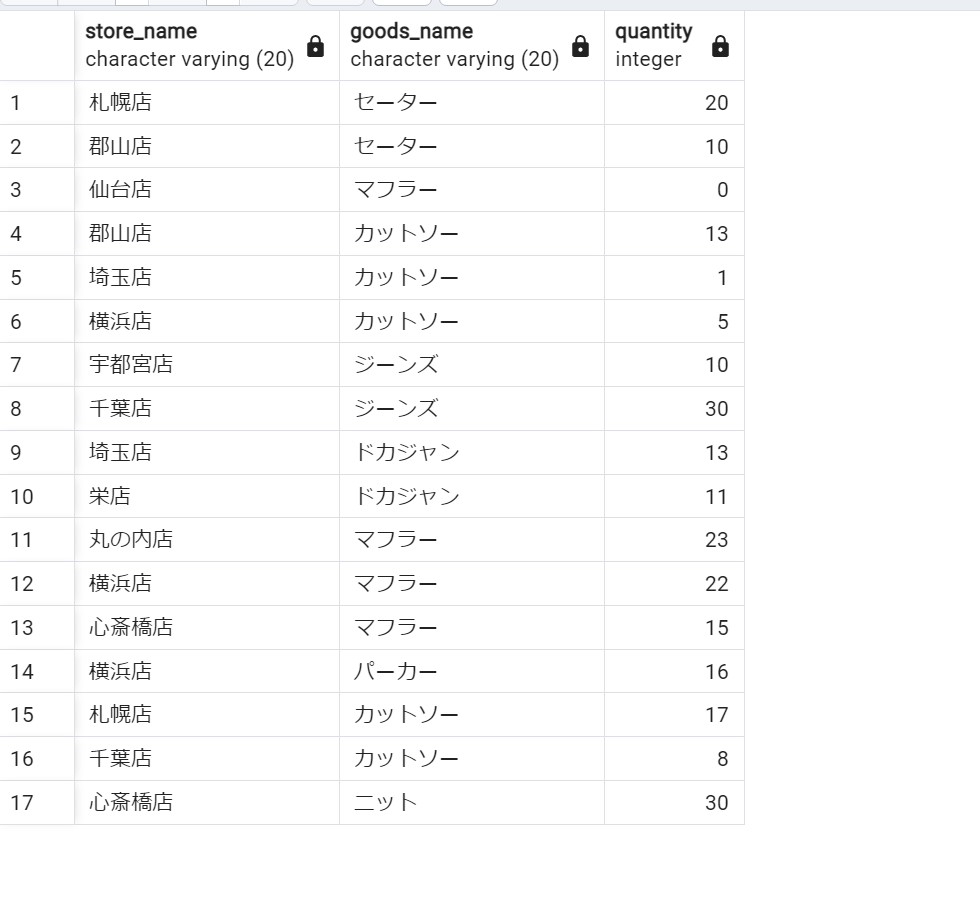 store_name goods_name quantity
character varying (20) character varying (20) integer
1 札幌店 セーター 20
2 郡山店 セーター 10
3 仙台店 マフラー 0
4 郡山店 カットソー 13
5 埼玉店 カットソー 1
6 横浜店 カットソー 5
7 宇都宮店 ジーンズ 10
8 千葉店 ジーンズ 30
9 埼玉店 ドカジャン 13
10 栄店 ドカジャン 11
11 丸の内店 マフラー 23
12 横浜店 マフラー 22
13 心斎橋店 マフラー 15
14 横浜店 パーカー 16
15 札幌店 カットソー 17
16 千葉店 カットソー 8
17 心斎橋店 ニット 30